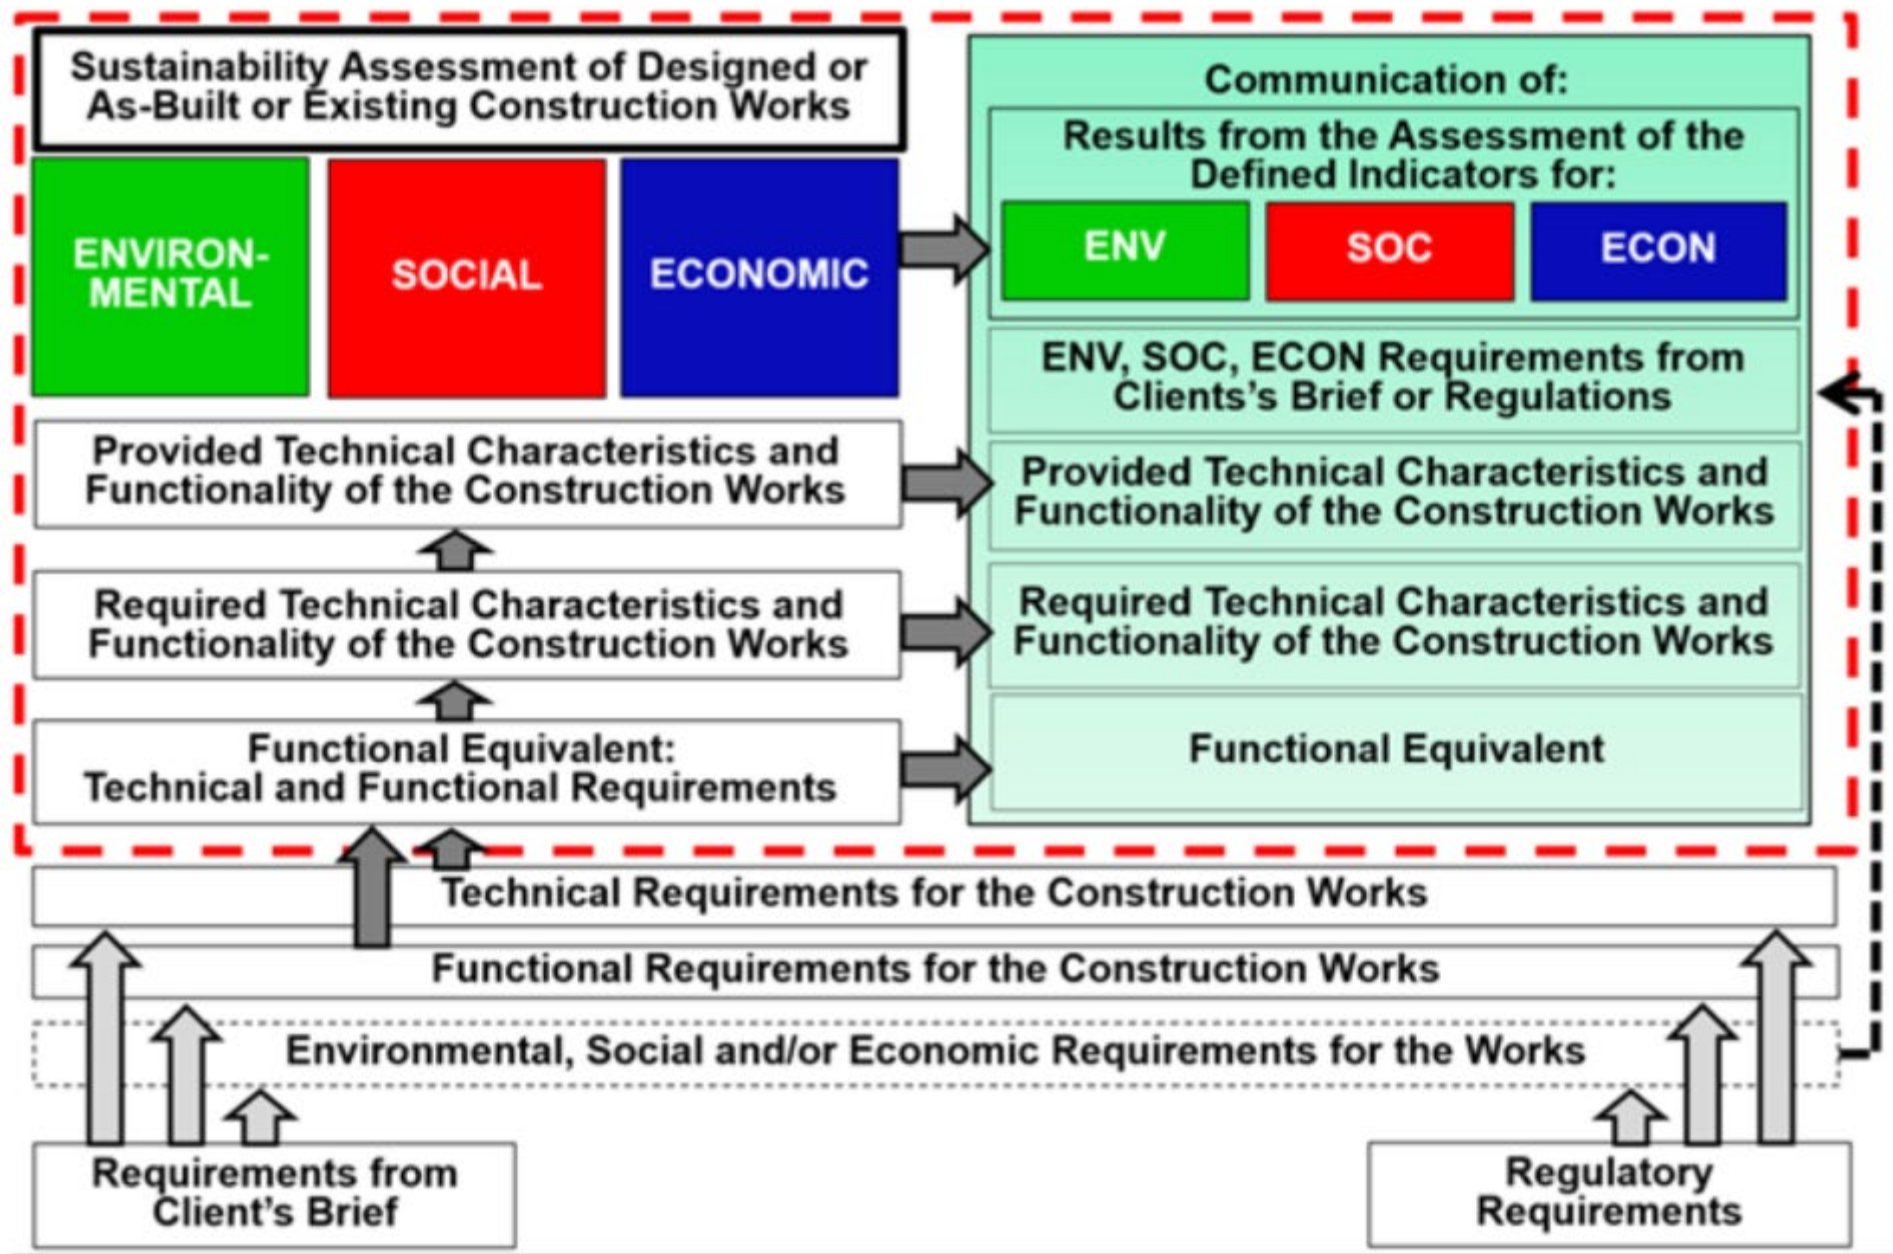 Sustainability Assessment of Designed or
As-Built or Existing Construction Works
ENVIRON-
MENTAL
SOCIAL
ECONOMIC
Provided Technical Characteristics and
Functionality of the Construction Works
Required Technical Characteristics and
Functionality of the Construction Works
Functional Equivalent:
Technical and Functional Requirements
Communication of:
Results from the Assessment of the
Defined Indicators for:
ENV
SOC
ECON
ENV, SOC, ECON Requirements from
Clients's Brief or Regulations
Provided Technical Characteristics and
Functionality of the Construction Works
Required Technical Characteristics and
Functionality of the Construction Works
Functional Equivalent
Technical Requirements for the Construction Works
Functional Requirements for the Construction Works
Environmental, Social and/or Economic Requirements for the Works
Requirements from
Client's Brief
Regulatory
Requirements